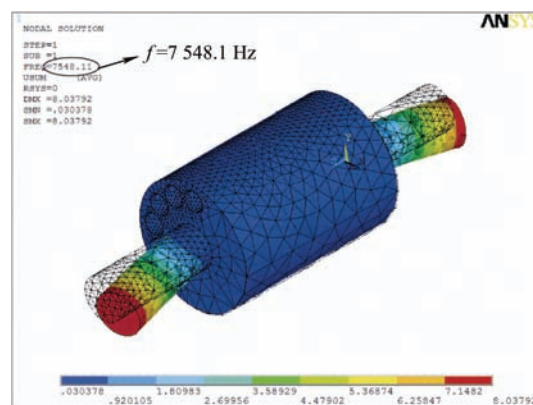 1
NODAL SOLUTION
ANSYS
STEP=1
SUB =1
FREQ=7548.11
f=7 548.1 Hz
USUM (AVG)
RSYS=0
DMX =8.03792
SMN =.030378
SMX =8.03792
.030378 1.80983 3.58929 5.36874 7.1482
.920105 2.69956 4.47902 6.25847 8.03792